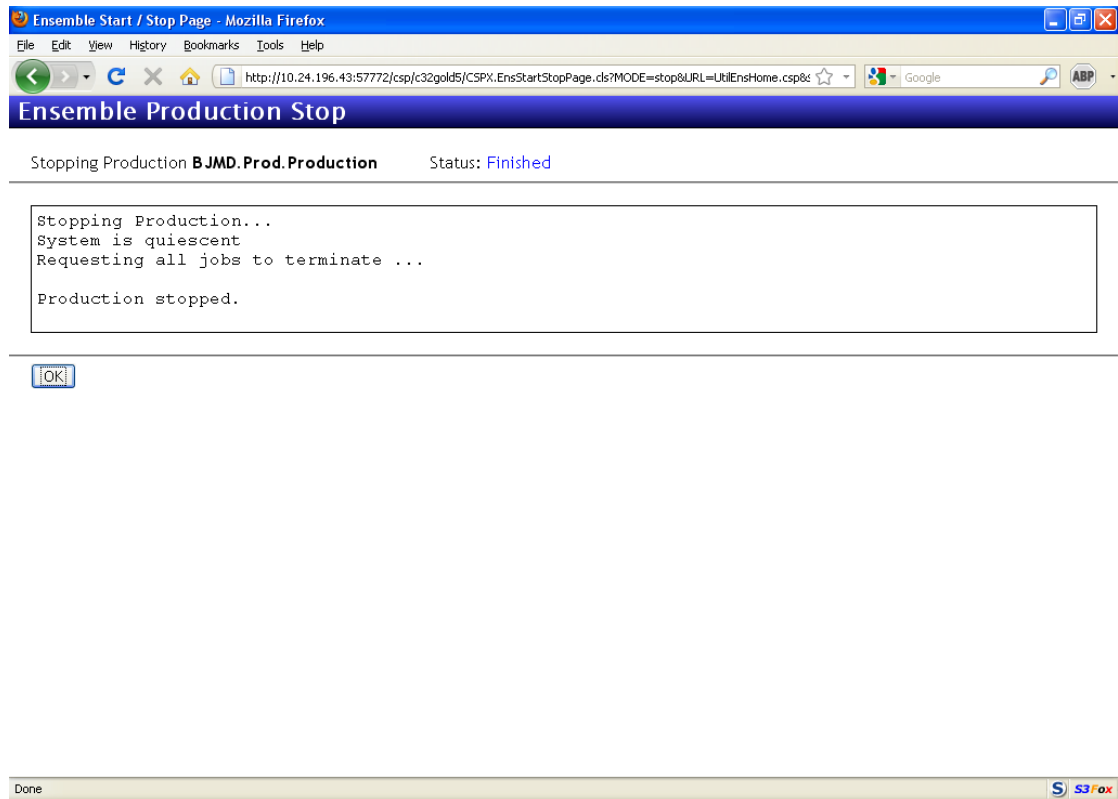 Ensemble Start / Stop Page - Mozilla Firefox
File Edit View History Bookmarks Tools Help
http://10.24.196.43:57772/csp/c32gold5/CSPX.EnsStartStopPage.cls?MODE=stop&URL=UtilEnsHome.csp&s Google ABP
Ensemble Production Stop
Stopping Production BJMD.Prod.Production Status: Finished
Stopping Production...
System is quiescent
Requesting all jobs to terminate ...
Production stopped.
OK
Done S S3Fox